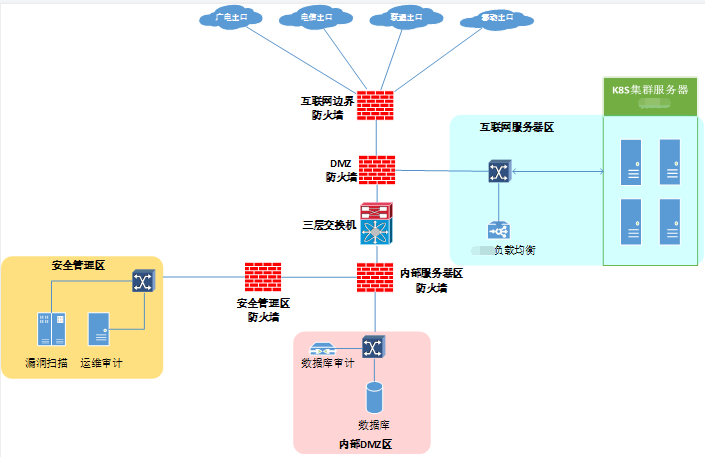 广电出口
电信出口
联通出口
移动出口
互联网边界
防火墙
K8S集群服务器
互联网服务器区
DMZ
防火墙
三层交换机
负载均衡
安全管理区
内部服务器区
防火墙
安全管理区
防火墙
漏洞扫描
运维审计
数据库审计
数据库
内部DMZ区